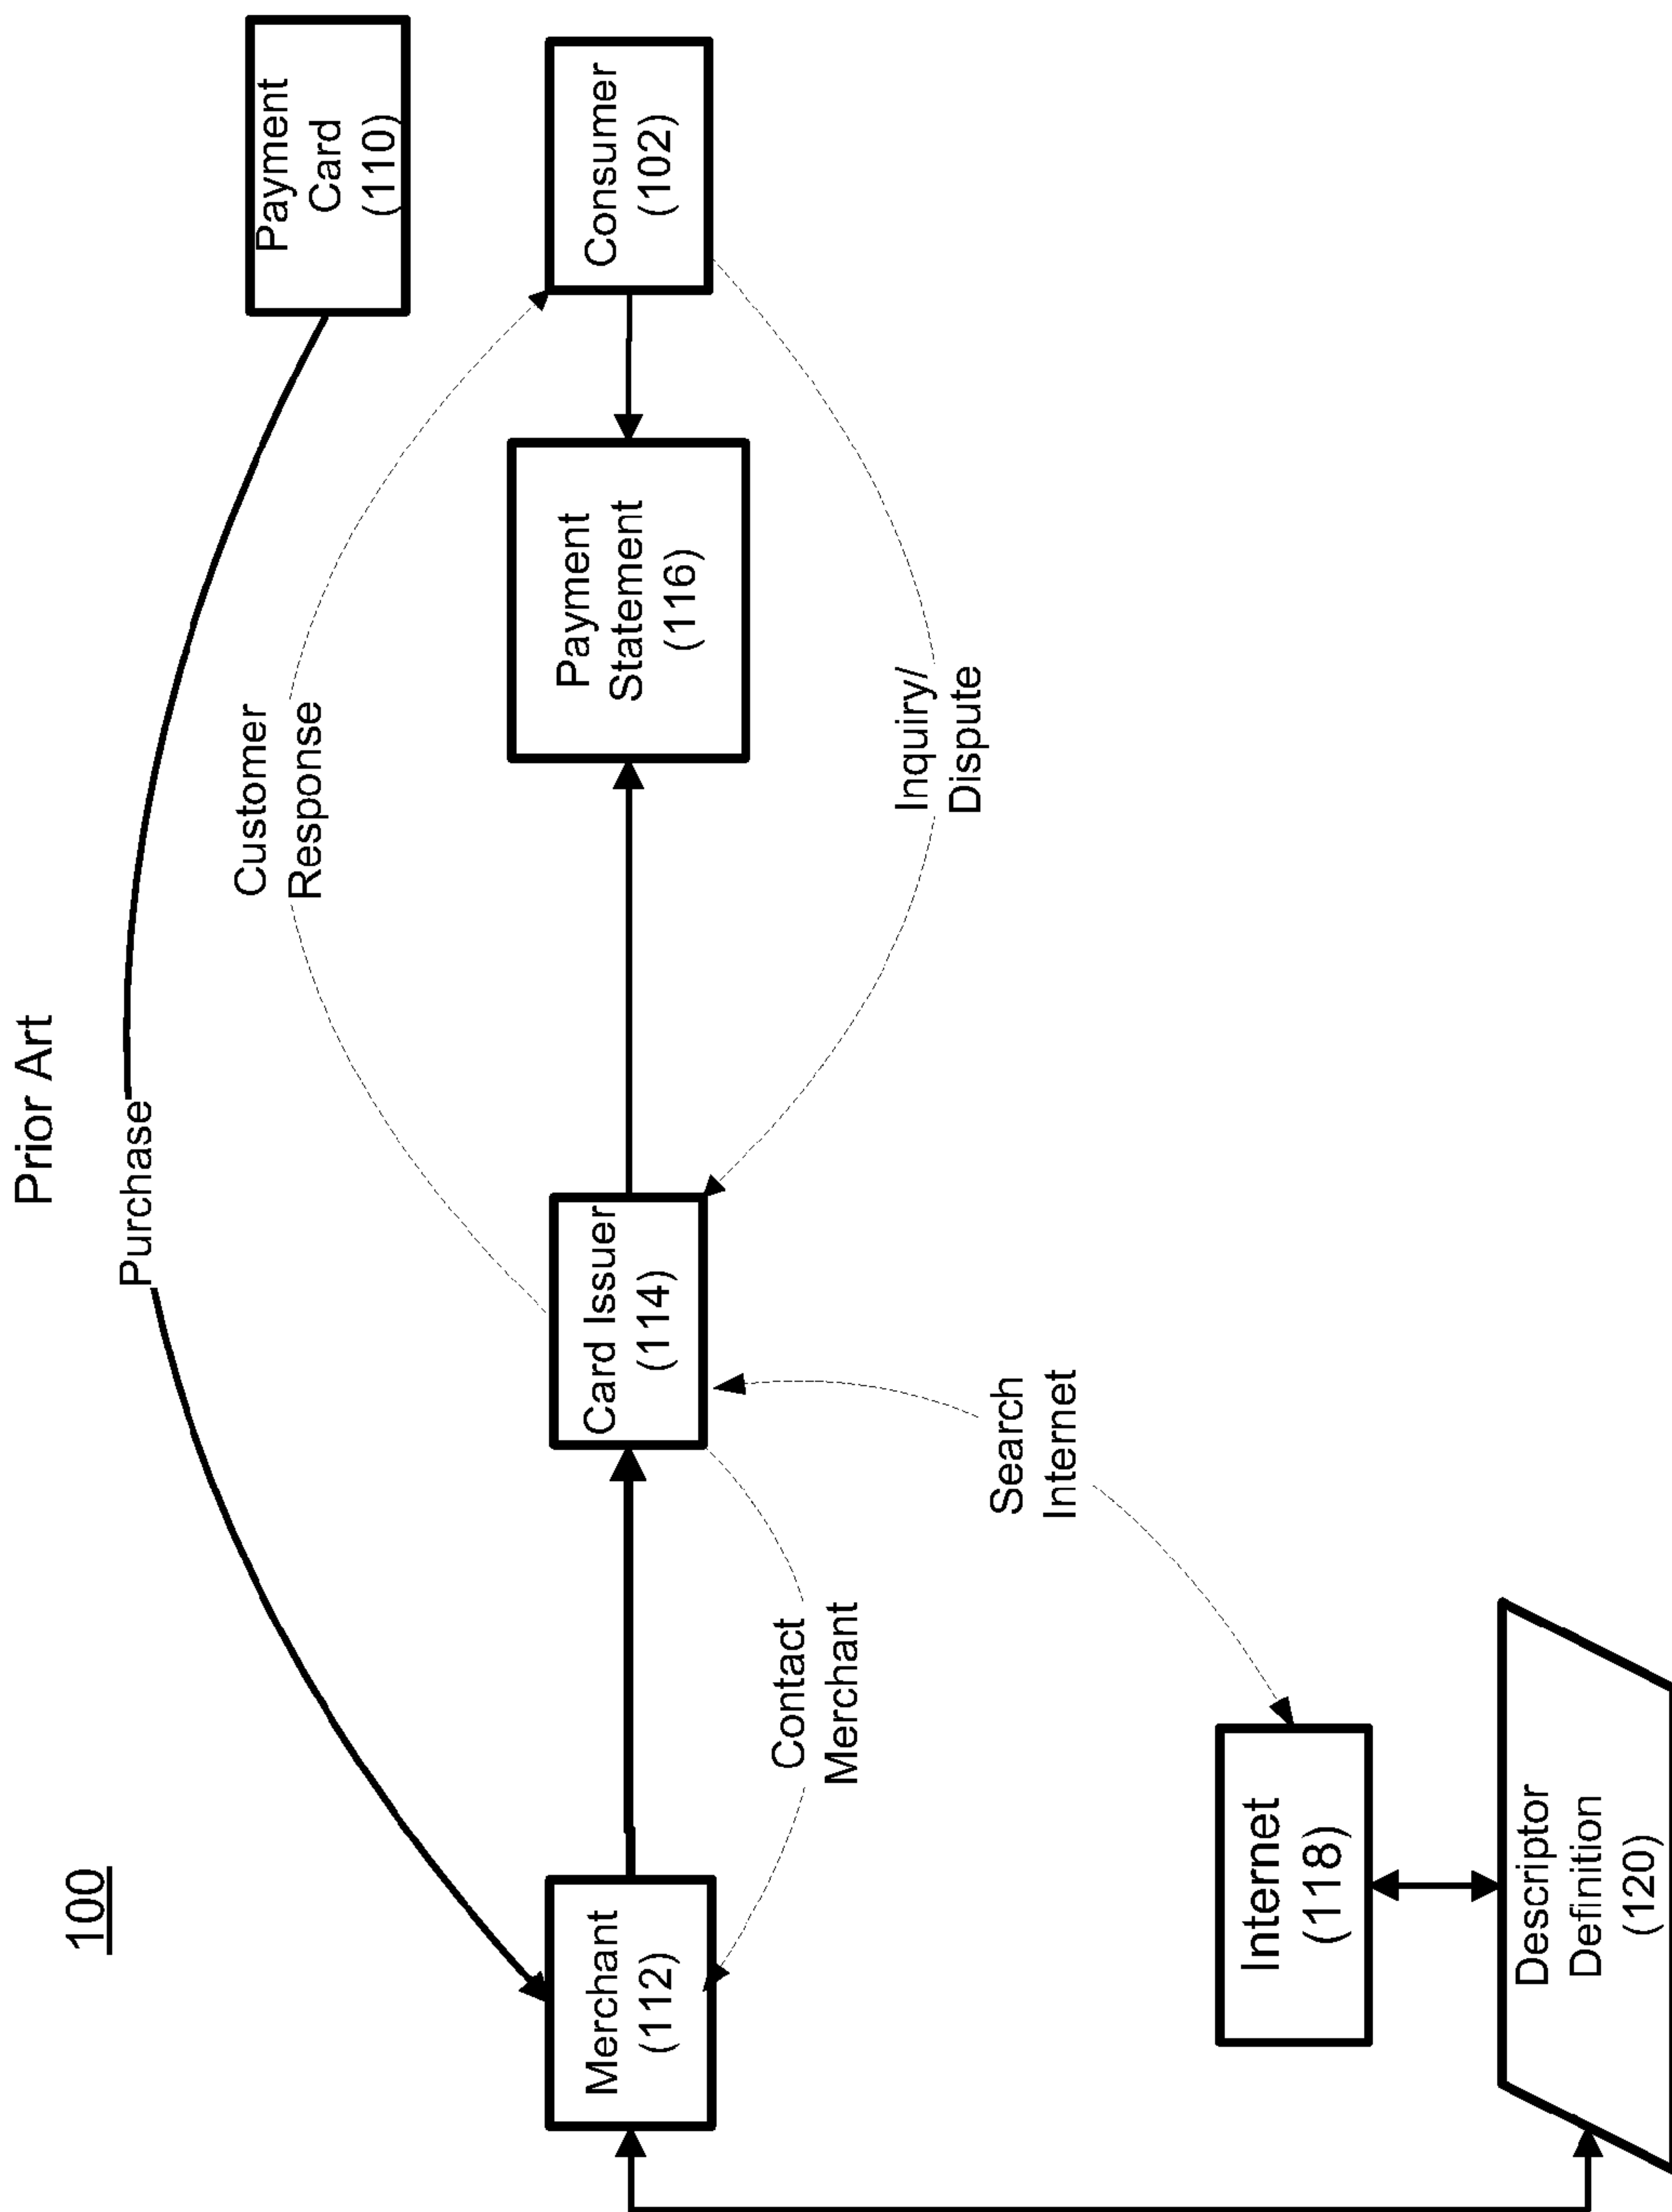 Prior Art
100
Purchase
Payment
Card
(110)
Customer
Response
Merchant
(112)
Card Issuer
(114)
Payment
Statement
(116)
Consumer
(102)
Contact
Merchant
Inquiry/
Dispute
Search
Internet
Internet
(118)
Descriptor
Definition
(120)